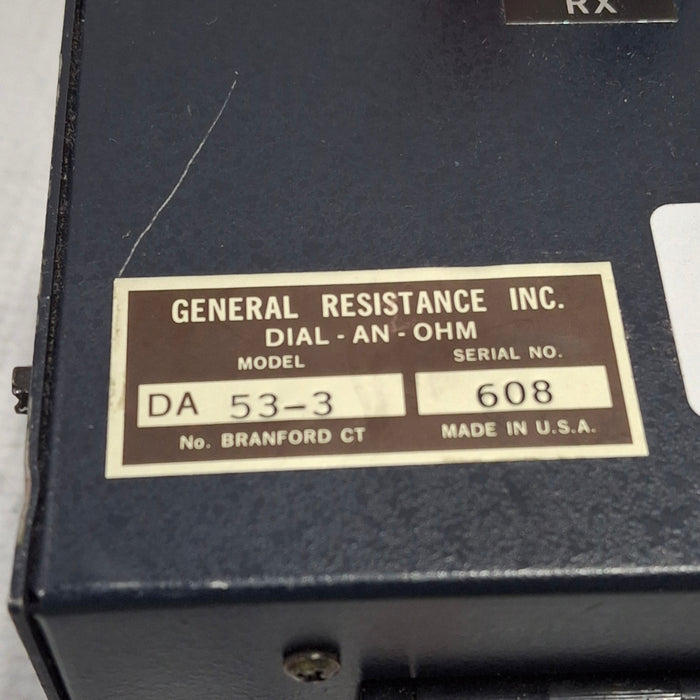 RX
GENERAL RESISTANCE INC.
DIAL - AN - OHM
MODEL SERIAL NO.
DA 53-3 608
No. BRANFORD CT MADE IN U.S.A.